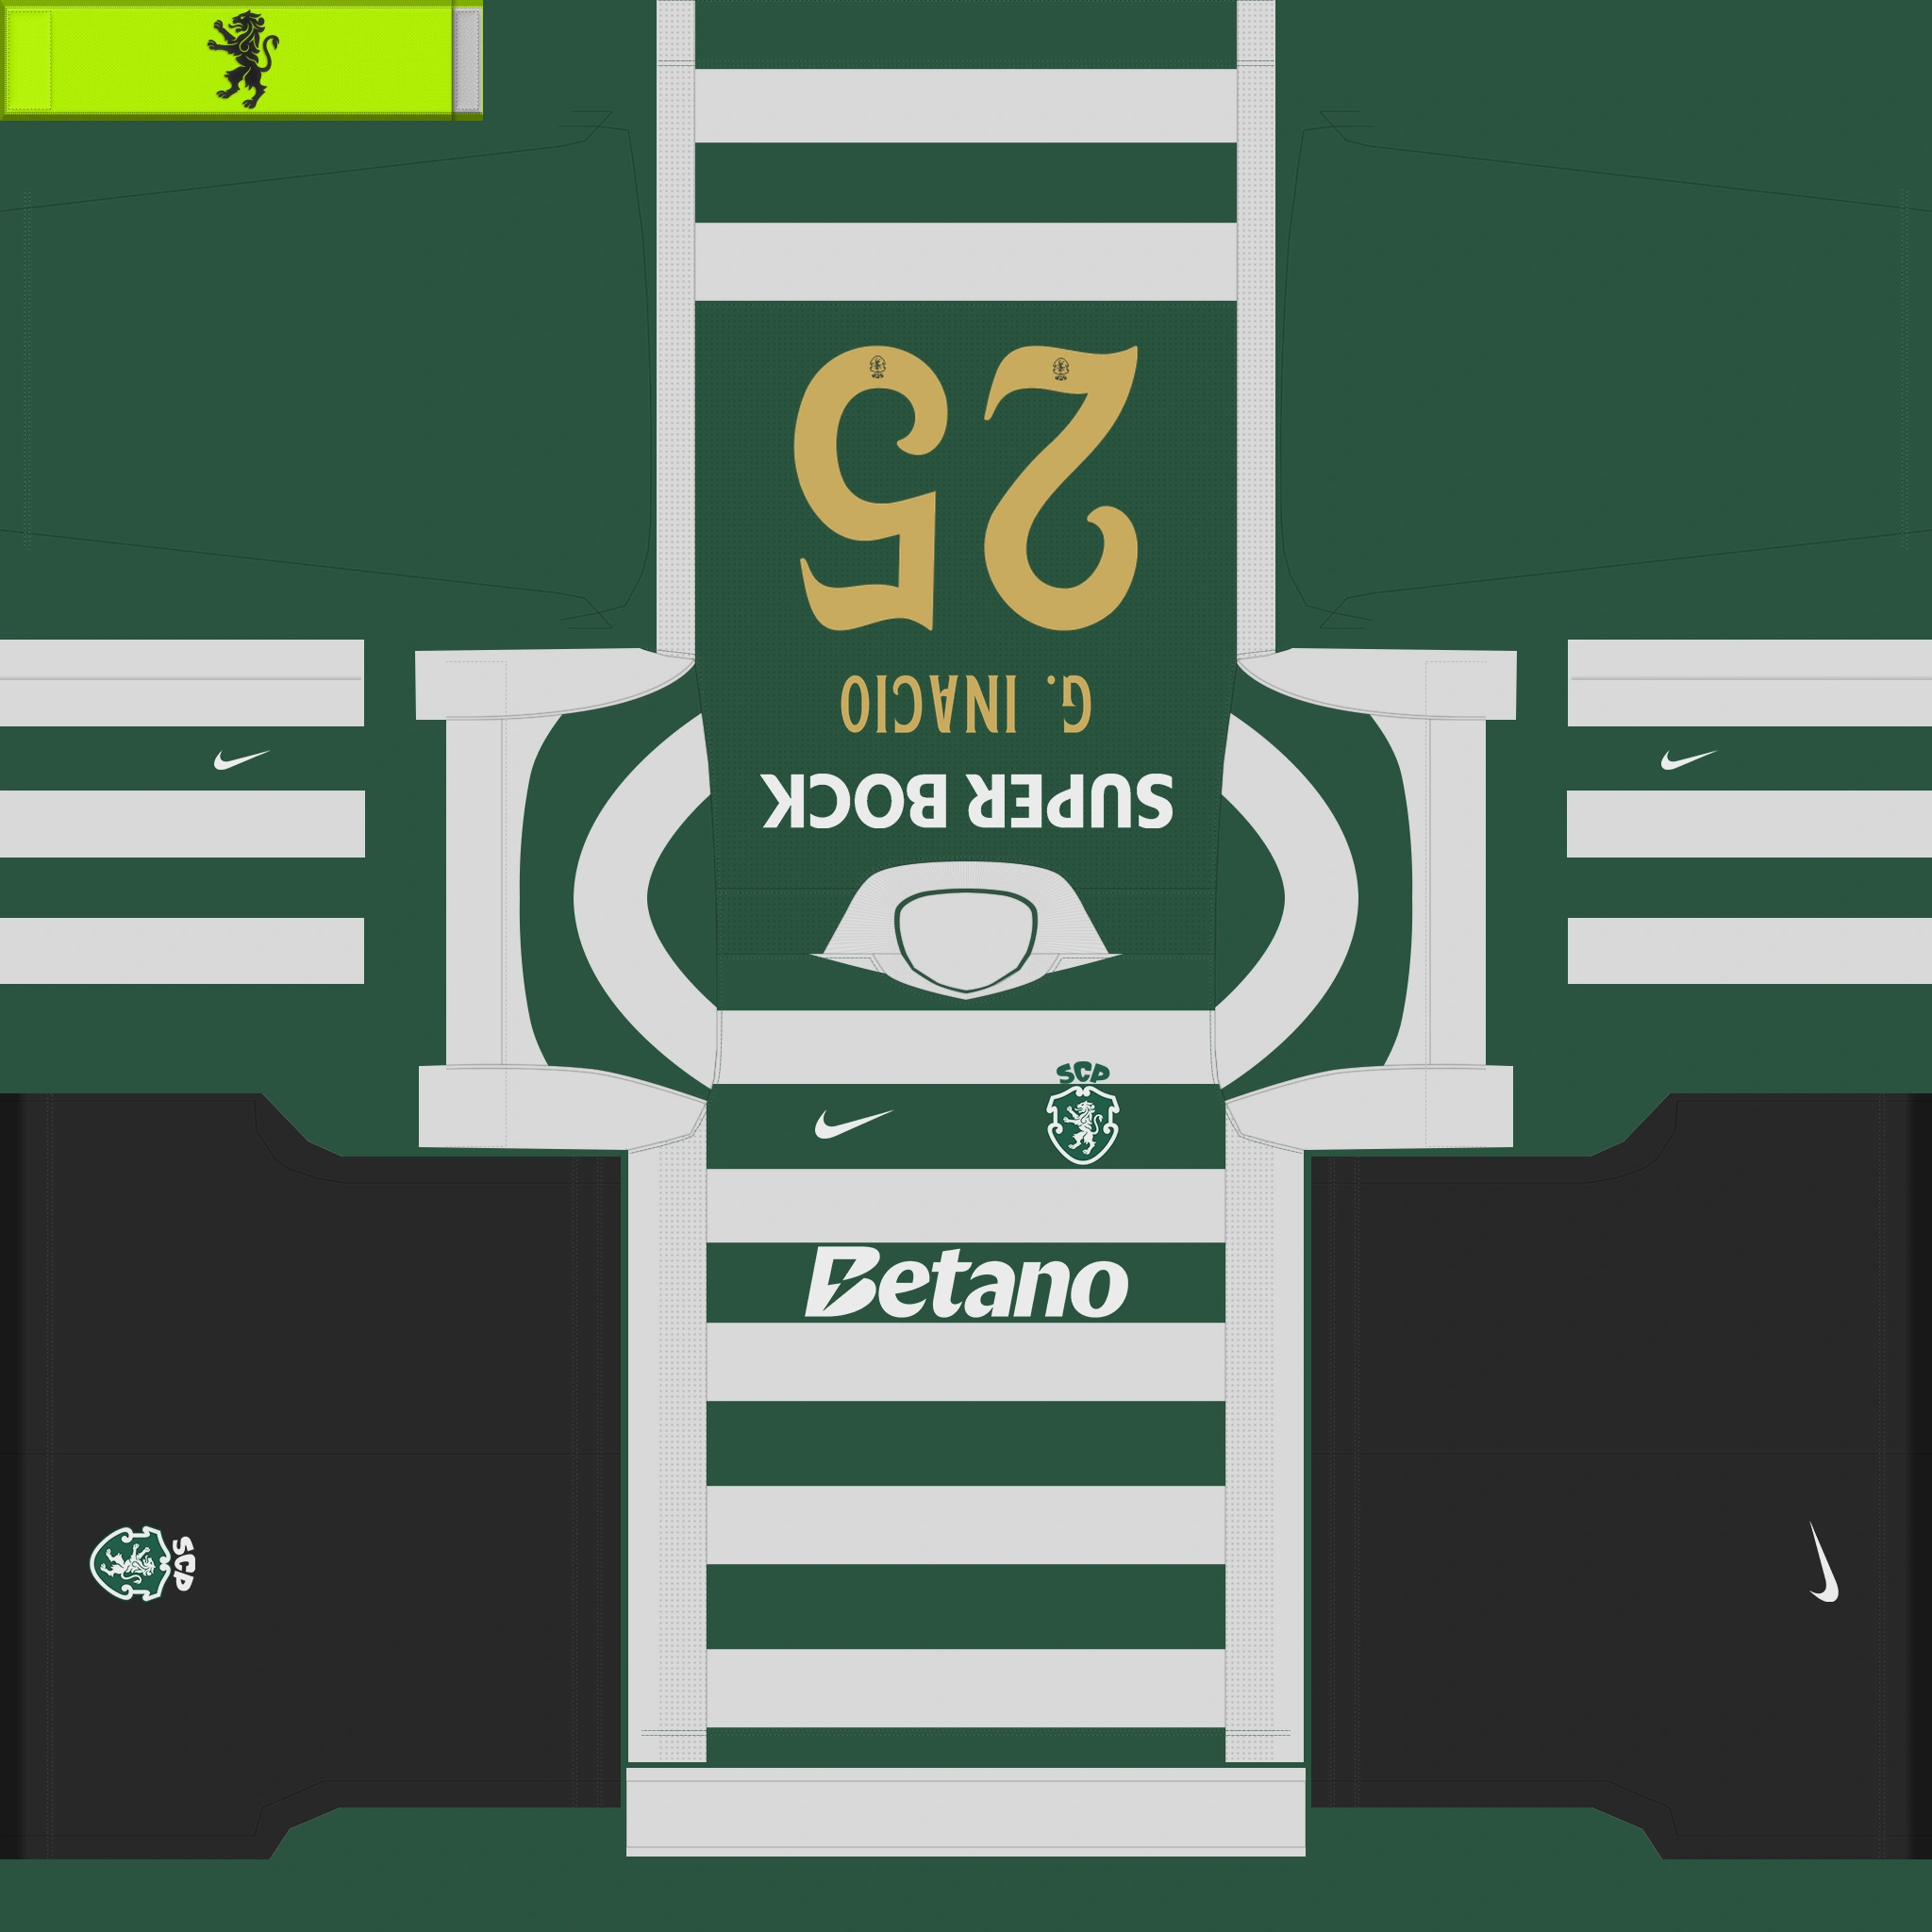 25
G. INACIO
SUPER BOCK
SCP
Betano
SCP